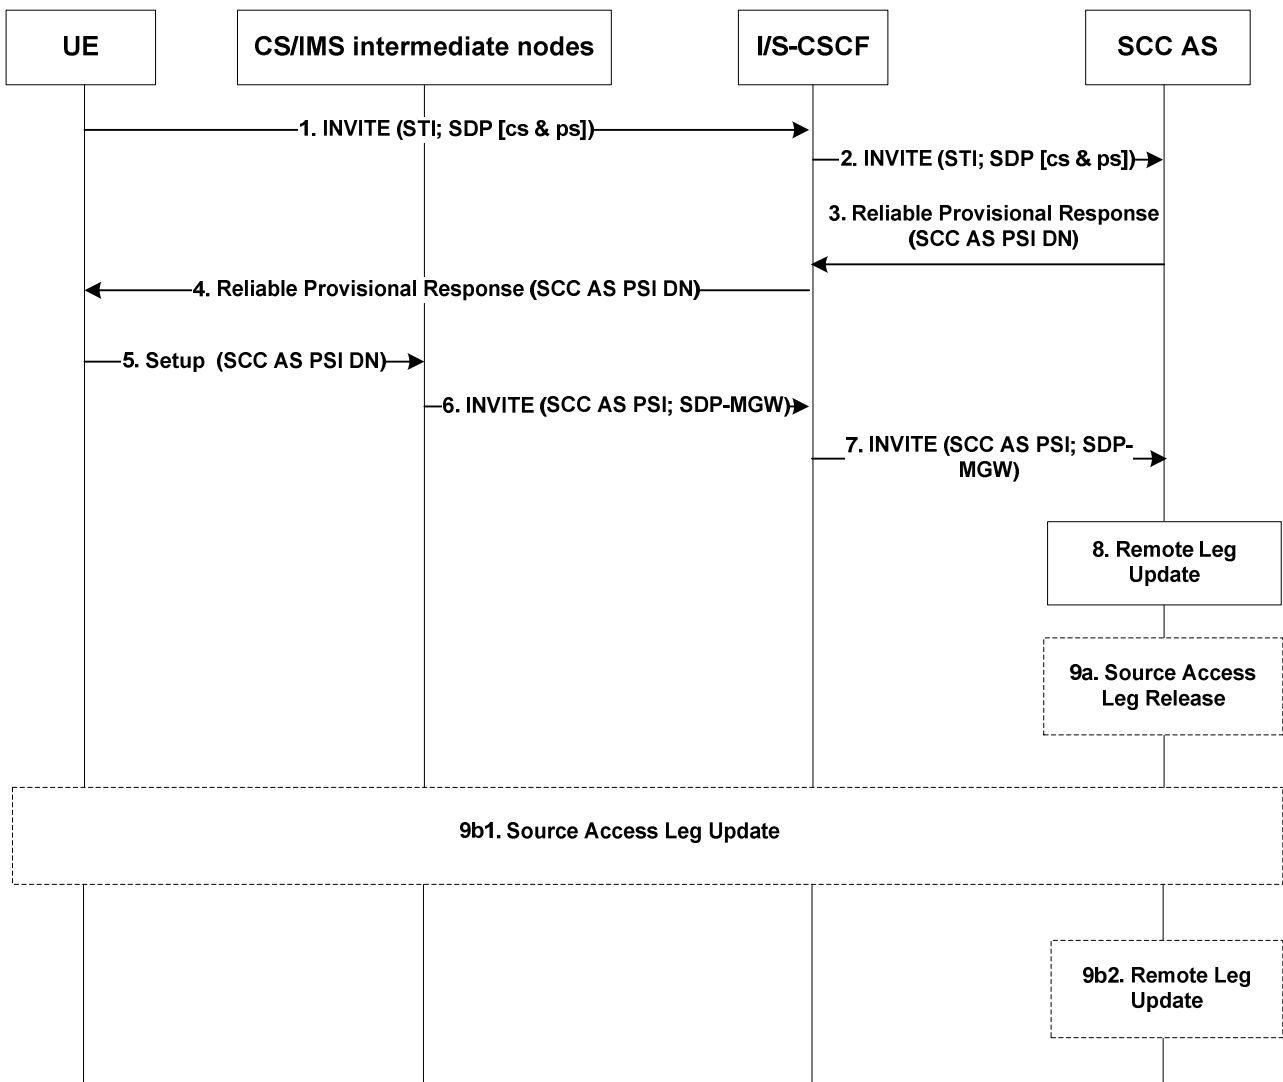 UE
CS/IMS intermediate nodes
I/S-CSCF
SCC AS
1. INVITE (STI; SDP [cs & ps])
2. INVITE (STI; SDP [cs & ps])
3. Reliable Provisional Response
(SCC AS PSI DN)
4. Reliable Provisional Response (SCC AS PSI DN)
5. Setup (SCC AS PSI DN)
6. INVITE (SCC AS PSI; SDP-MGW)
7. INVITE (SCC AS PSI; SDP-
MGW)
8. Remote Leg
Update
9a. Source Access
Leg Release
9b1. Source Access Leg Update
9b2. Remote Leg
Update